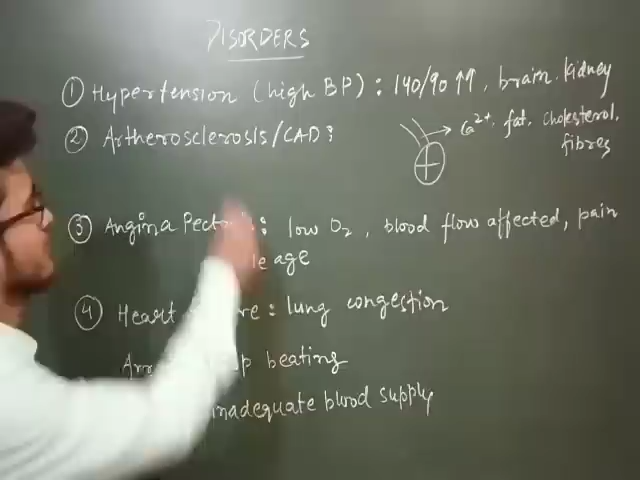 DISORDERS
① Hypertension (high BP) : 140/90 ↑↑, brain, kidney
② Artherosclerosis/CAD :
Ca²⁺, fat, cholesterol,
fibres
③ Angina Pect : low O₂, blood flow affected, pain
age
④ Heart : lung congestion
beating
inadequate blood supply